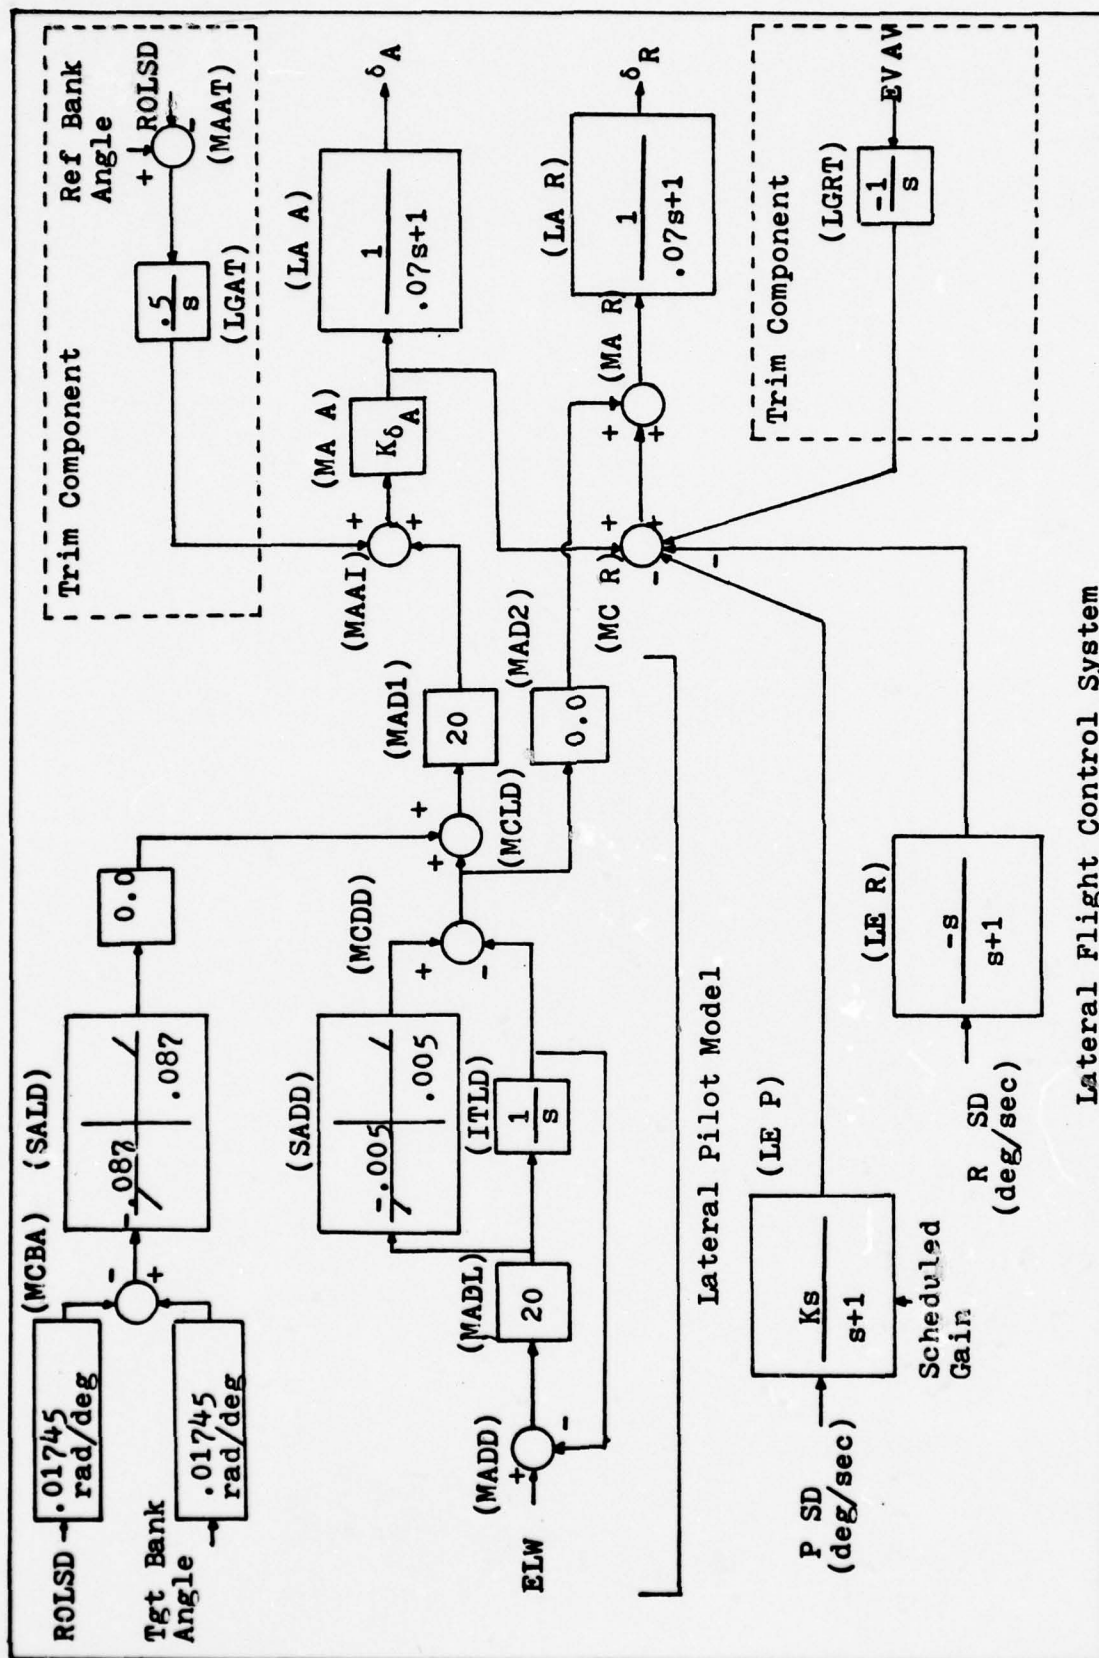 ROLSD
.01745
rad/deg
Tgt Bank
Angle
.01745
rad/deg
(MCBA)
-
+
(SALD)
-.087
.087
0.0
ELW
(MADD)
+
-
(MADL)
20
(SADD)
-.005
.005
(ITLD)
1
s
(MCDD)
+
-
+
+
(MCLD)
(MAD1)
20
(MAD2)
0.0
Lateral Pilot Model
Trim Component
Ref Bank
Angle
+
ROLSD
-
(MAAT)
.5
s
(LGAT)
(MAAI)
+
+
(MA A)
KδA
(LA A)
1
.07s+1
δA
(MC R)
+
+
-
-
+
+
(MA R)
(LA R)
1
.07s+1
δR
P SD
(deg/sec)
(LE P)
Ks
s+1
Scheduled
Gain
R SD
(deg/sec)
(LE R)
-s
s+1
Trim Component
(LGRT)
-1
s
EVAW
Lateral Flight Control System